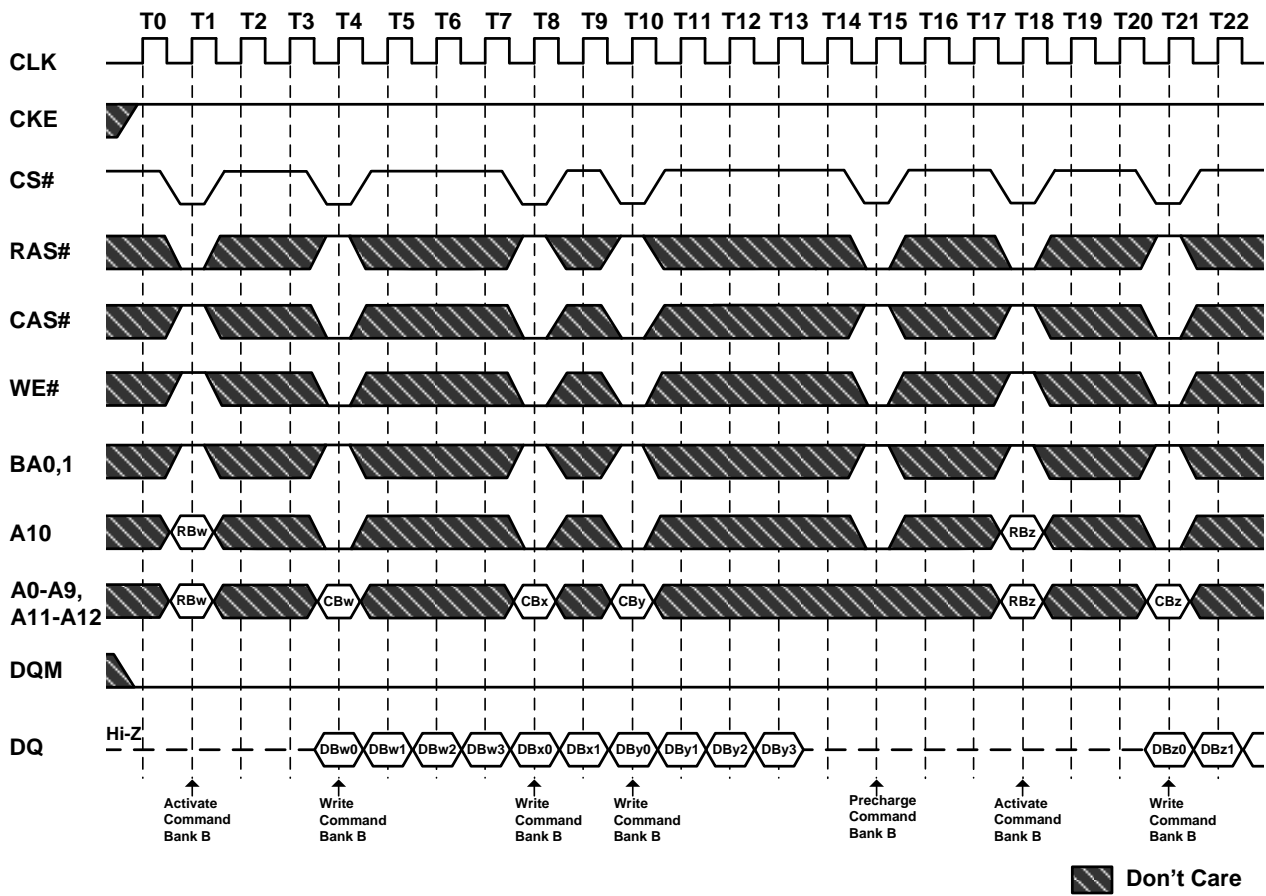 T0 T1 T2 T3 T4 T5 T6 T7 T8 T9 T10 T11 T12 T13 T14 T15 T16 T17 T18 T19 T20 T21 T22
CLK
CKE
CS#
RAS#
CAS#
WE#
BA0,1
A10
RBw RBz
A0-A9,
A11-A12
RBw CBw CBx CBy RBz CBz
DQM
DQ
Hi-Z
DBw0 DBw1 DBw2 DBw3 DBx0 DBx1 DBy0 DBy1 DBy2 DBy3 DBz0 DBz1
Activate
Command
Bank B
Write
Command
Bank B
Write
Command
Bank B
Write
Command
Bank B
Precharge
Command
Bank B
Activate
Command
Bank B
Write
Command
Bank B
Don't Care